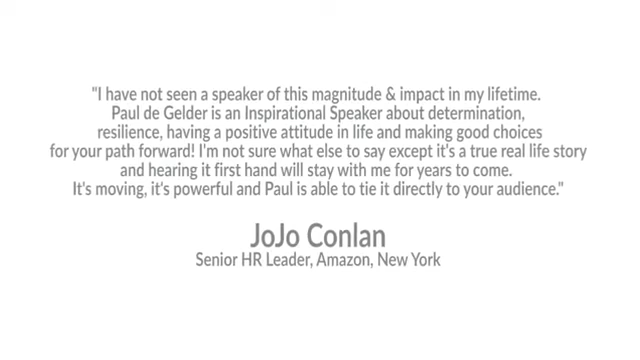 "I have not seen a speaker of this magnitude & impact in my lifetime.
Paul de Gelder is an Inspirational Speaker about determination,
resilience, having a positive attitude in life and making good choices
for your path forward! I'm not sure what else to say except it's a true real life story
and hearing it first hand will stay with me for years to come.
It's moving, it's powerful and Paul is able to tie it directly to your audience."
JoJo Conlan
Senior HR Leader, Amazon, New York